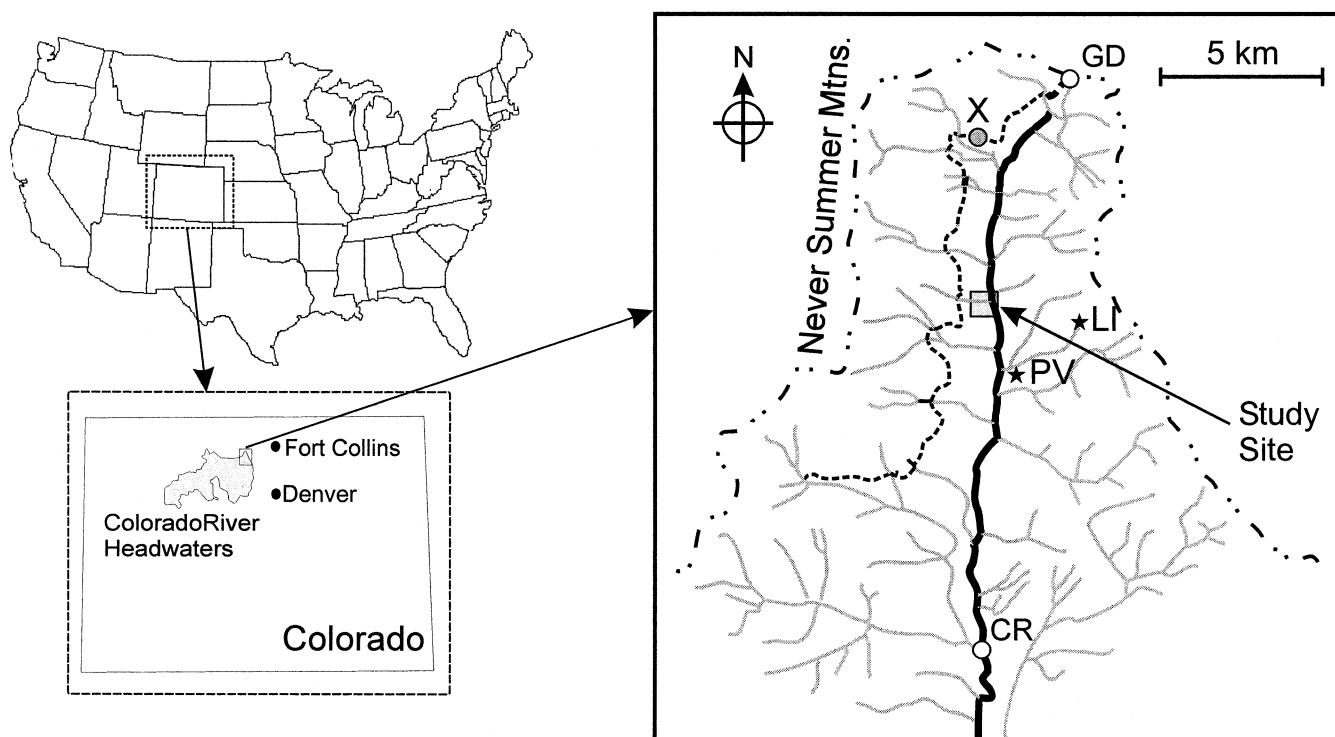 Fort Collins
Denver
ColoradoRiver
Headwaters
Colorado
Never Summer Mtns.
N
GD
5 km
X
LI
PV
Study
Site
CR